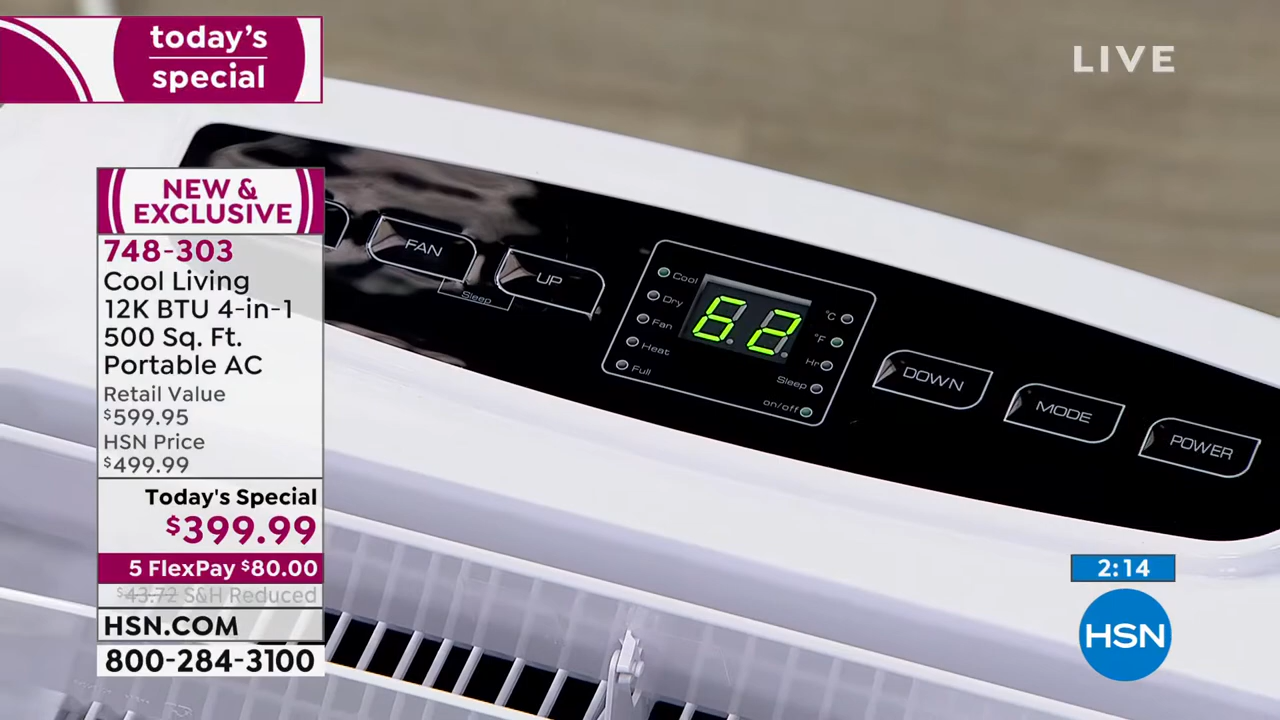 today's
special
LIVE
NEW &
EXCLUSIVE
748-303
Cool Living
12K BTU 4-in-1
500 Sq. Ft.
Portable AC
Retail Value
$599.95
HSN Price
$499.99
Today's Special
$399.99
5 FlexPay $80.00
$43.72 S&H Reduced
HSN.COM
800-284-3100
FAN
Sleep
UP
Cool
Dry
Fan
Heat
Full
62
°C
°F
Hr
Sleep
on/off
DOWN
MODE
POWER
2:14
HSN